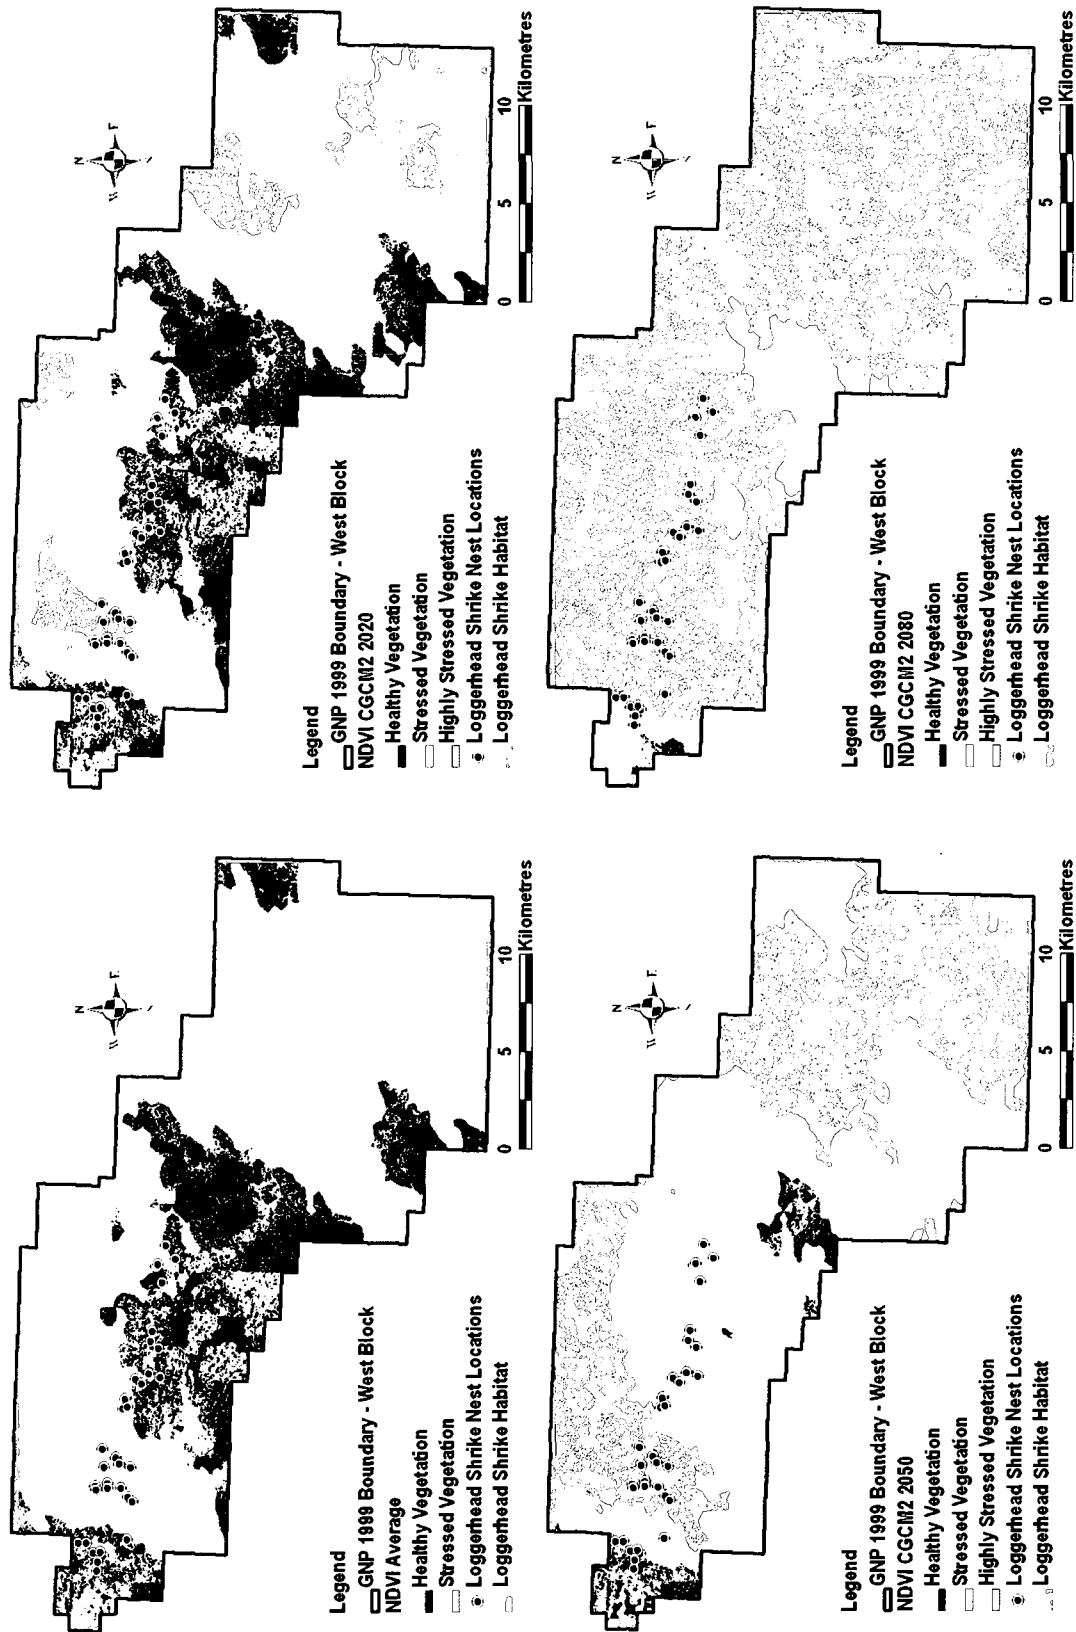 N
Legend
GNP 1999 Boundary - West Block
NDVI Average
Healthy Vegetation
Stressed Vegetation
Loggerhead Shrike Nest Locations
Loggerhead Shrike Habitat
0 5 10
Kilometres
N
Legend
GNP 1999 Boundary - West Block
NDVI CGCM2 2020
Healthy Vegetation
Stressed Vegetation
Highly Stressed Vegetation
Loggerhead Shrike Nest Locations
Loggerhead Shrike Habitat
0 5 10
Kilometres
N
Legend
GNP 1999 Boundary - West Block
NDVI CGCM2 2050
Healthy Vegetation
Stressed Vegetation
Highly Stressed Vegetation
Loggerhead Shrike Nest Locations
Loggerhead Shrike Habitat
0 5 10
Kilometres
N
Legend
GNP 1999 Boundary - West Block
NDVI CGCM2 2080
Healthy Vegetation
Stressed Vegetation
Highly Stressed Vegetation
Loggerhead Shrike Nest Locations
Loggerhead Shrike Habitat
0 5 10
Kilometres